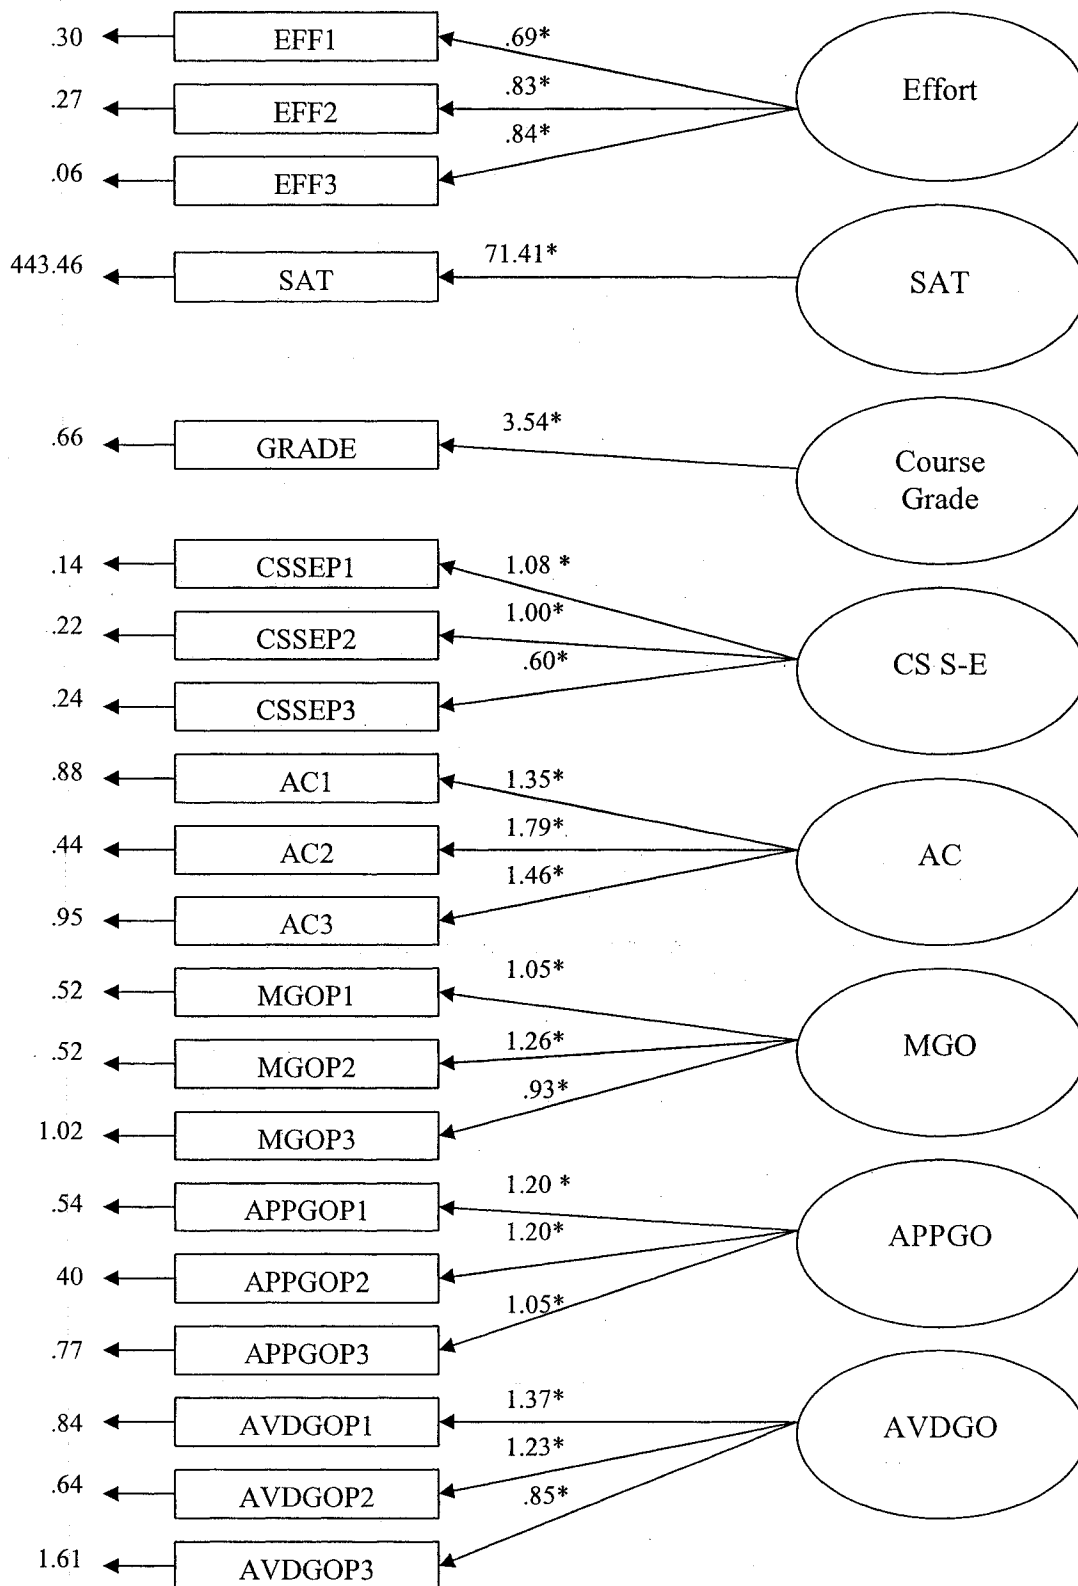 .30 EFF1 .69*
.27 EFF2 .83* Effort
.06 EFF3 .84*
443.46 SAT 71.41* SAT
.66 GRADE 3.54* Course
Grade
.14 CSSEP1 1.08 *
.22 CSSEP2 1.00* CS S-E
.24 CSSEP3 .60*
.88 AC1 1.35*
.44 AC2 1.79* AC
.95 AC3 1.46*
.52 MGOP1 1.05*
.52 MGOP2 1.26* MGO
1.02 MGOP3 .93*
.54 APPGOP1 1.20 *
40 APPGOP2 1.20* APPGO
.77 APPGOP3 1.05*
.84 AVDGOP1 1.37* AVDGO
.64 AVDGOP2 1.23*
1.61 AVDGOP3 .85*